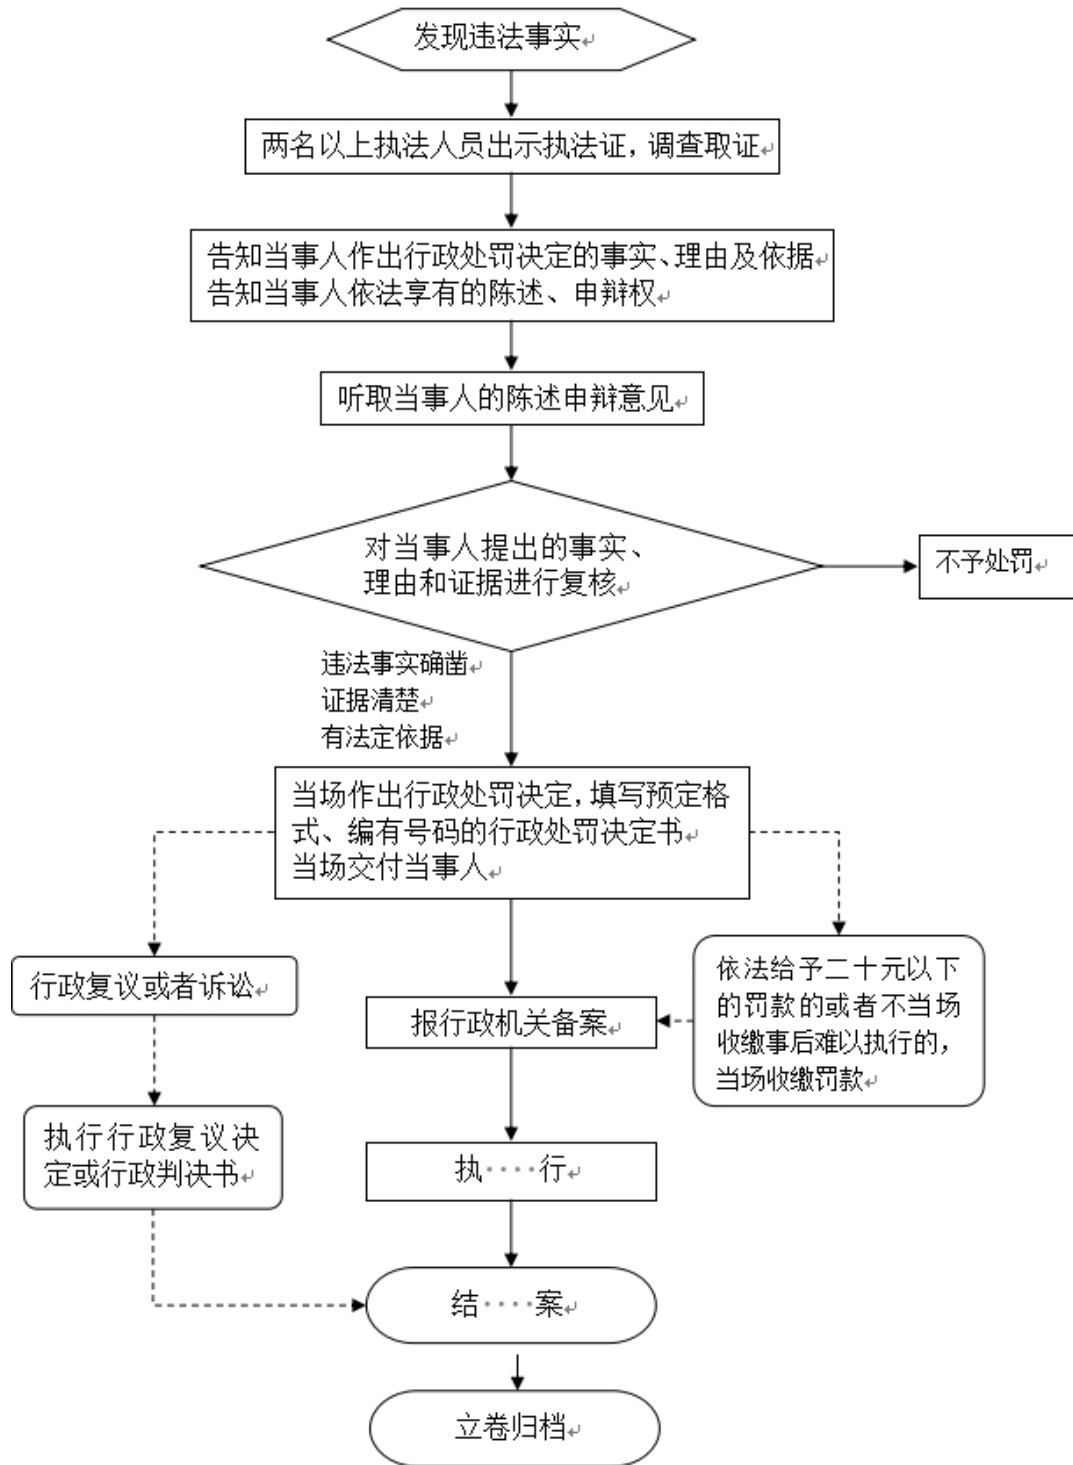 发现违法事实
两名以上执法人员出示执法证，调查取证
告知当事人作出行政处罚决定的事实、理由及依据
告知当事人依法享有的陈述、申辩权
听取当事人的陈述申辩意见
对当事人提出的事实、
理由和证据进行复核
不予处罚
违法事实确凿
证据清楚
有法定依据
当场作出行政处罚决定，填写预定格
式、编有号码的行政处罚决定书
当场交付当事人
行政复议或者诉讼
报行政机关备案
依法给予二十元以下
的罚款的或者不当场
收缴事后难以执行的，
当场收缴罚款
执行行政复议决
定或行政判决书
执····行
结····案
立卷归档